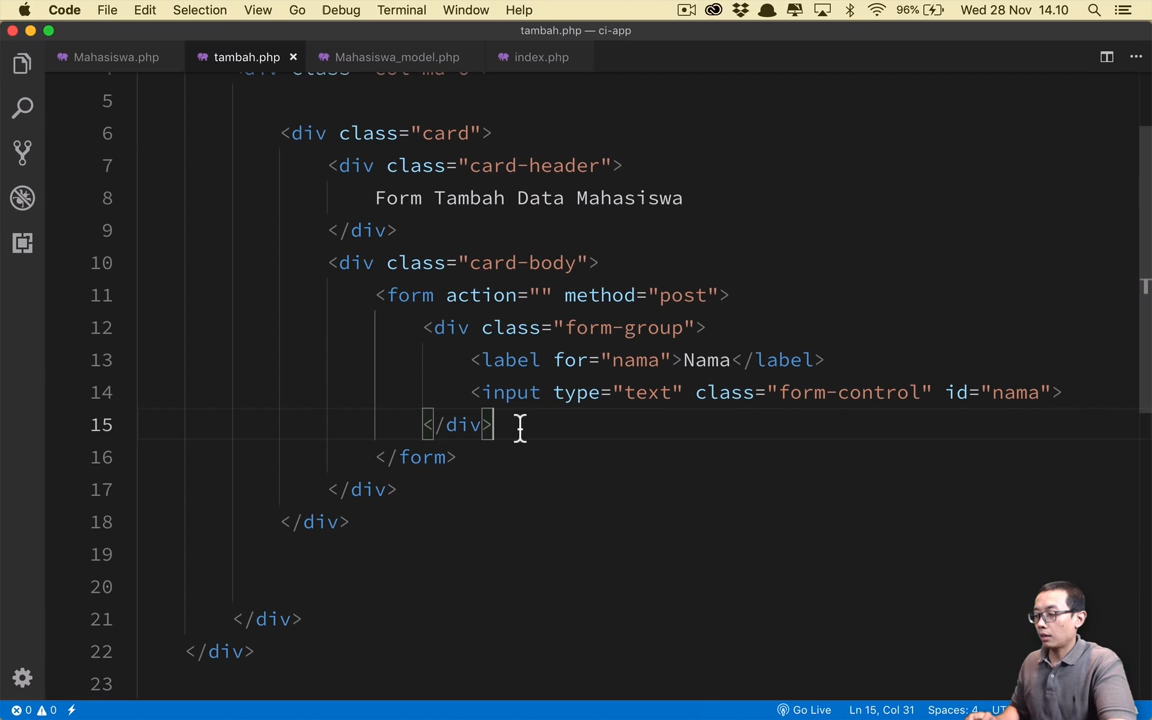 Code File Edit Selection View Go Debug Terminal Window Help 96% Wed 28 Nov 14.10
tambah.php — ci-app
Mahasiswa.php tambah.php × Mahasiswa_model.php index.php
5
6 <div class="card">
7 <div class="card-header">
8 Form Tambah Data Mahasiswa
9 </div>
10 <div class="card-body">
11 <form action="" method="post">
12 <div class="form-group">
13 <label for="nama">Nama</label>
14 <input type="text" class="form-control" id="nama">
15 </div>
16 </form>
17 </div>
18 </div>
19
20
21 </div>
22 </div>
23
0 0 Go Live Ln 15, Col 31 Spaces: 4